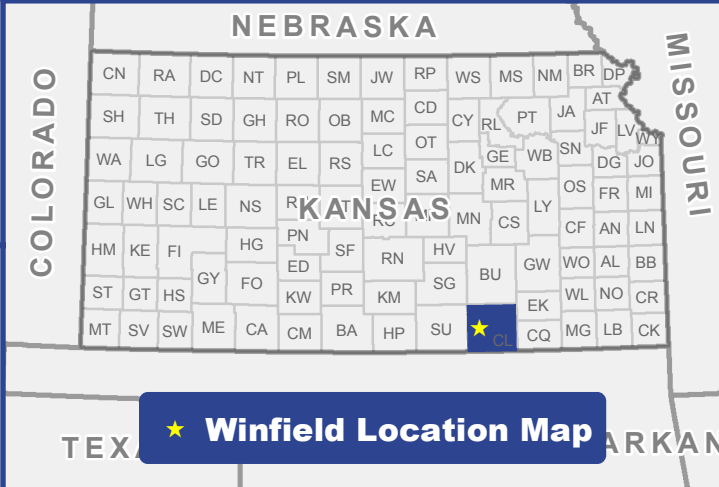 NEBRASKA
COLORADO
MISSOURI
KANSAS
CN RA DC NT PL SM JW RP WS MS NM BR DP
SH TH SD GH RO OB MC CD CY RL PT JA AT
LC OT JF LV WY
WA LG GO TR EL RS SA DK GE WB SN DG JO
EW MR
GL WH SC LE NS MN CS LY OS FR MI
HM KE FI HG PN SF RN HV CF AN LN
GY ED BU GW WO AL BB
ST GT HS FO KW PR KM SG EK WL NO CR
MT SV SW ME CA CM BA HP SU CL CQ MG LB CK
Winfield Location Map